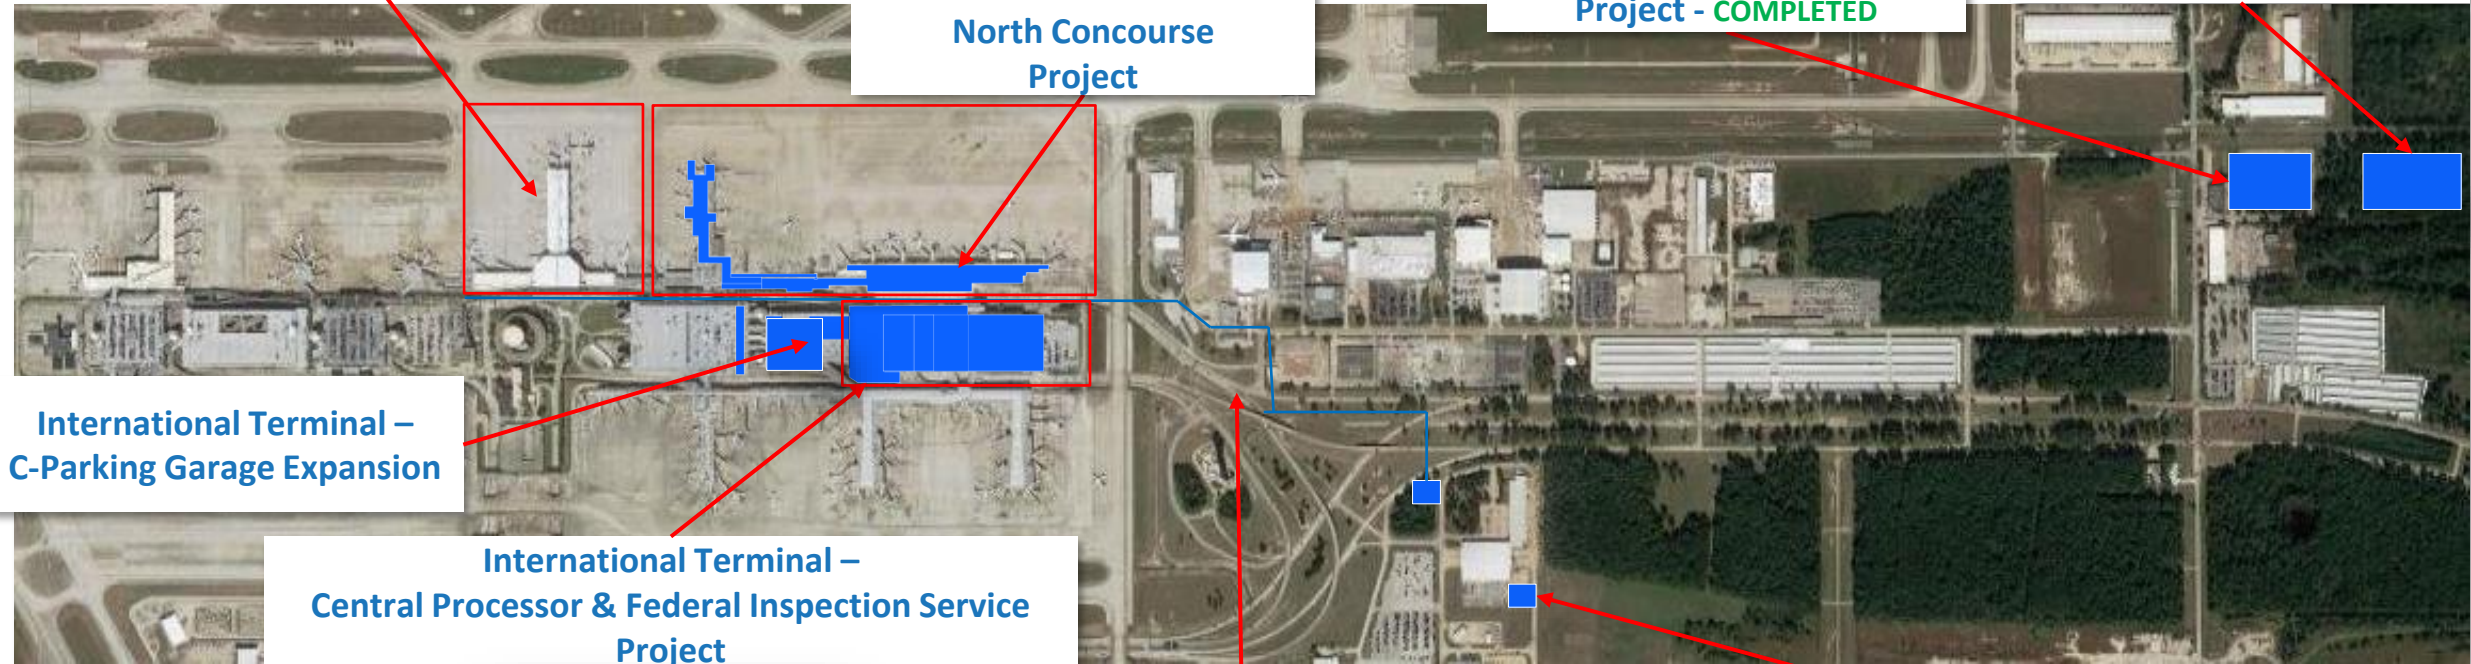 North Concourse
Project
Project - COMPLETED
International Terminal –
C-Parking Garage Expansion
International Terminal –
Central Processor & Federal Inspection Service
Project